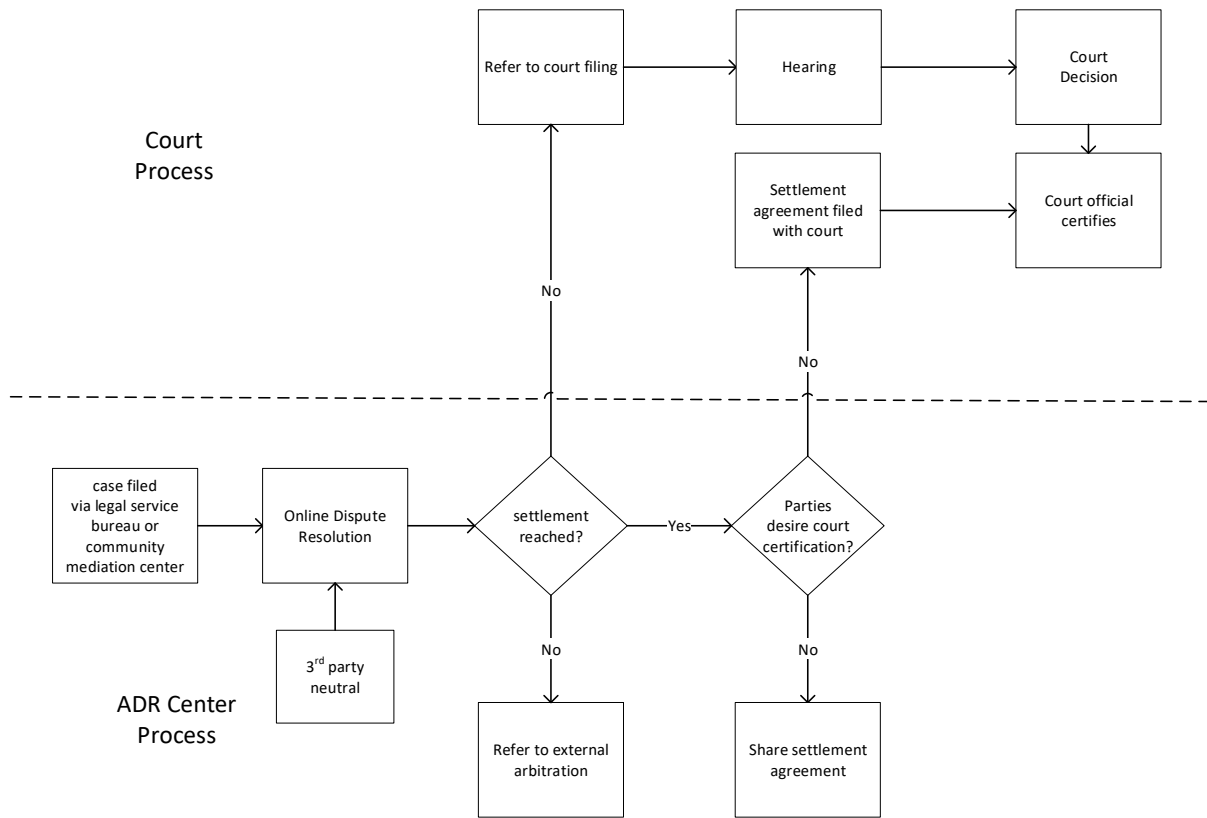 Refer to court filing
Hearing
Court
Decision
Court
Process
Settlement
agreement filed
with court
Court official
certifies
No
No
case filed
via legal service
bureau or
community
mediation center
Online Dispute
Resolution
settlement
reached?
Yes
Parties
desire court
certification?
No
No
3rd party
neutral
ADR Center
Process
Refer to external
arbitration
Share settlement
agreement